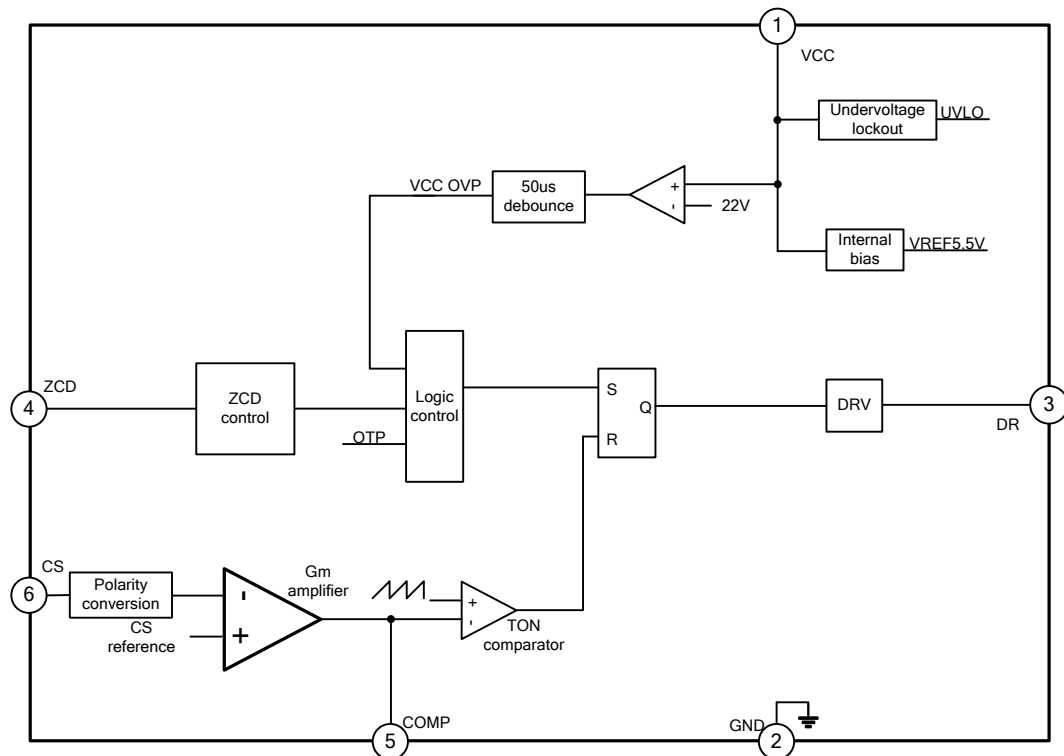 1
VCC
Undervoltage
lockout
UVLO
VCC OVP
50us
debounce
+
-
22V
Internal
bias
VREF5.5V
ZCD
4
ZCD
control
Logic
control
OTP
S
Q
R
DRV
3
DR
CS
6
Polarity
conversion
CS
reference
-
+
Gm
amplifier
+
-
TON
comparator
COMP
5
GND
2